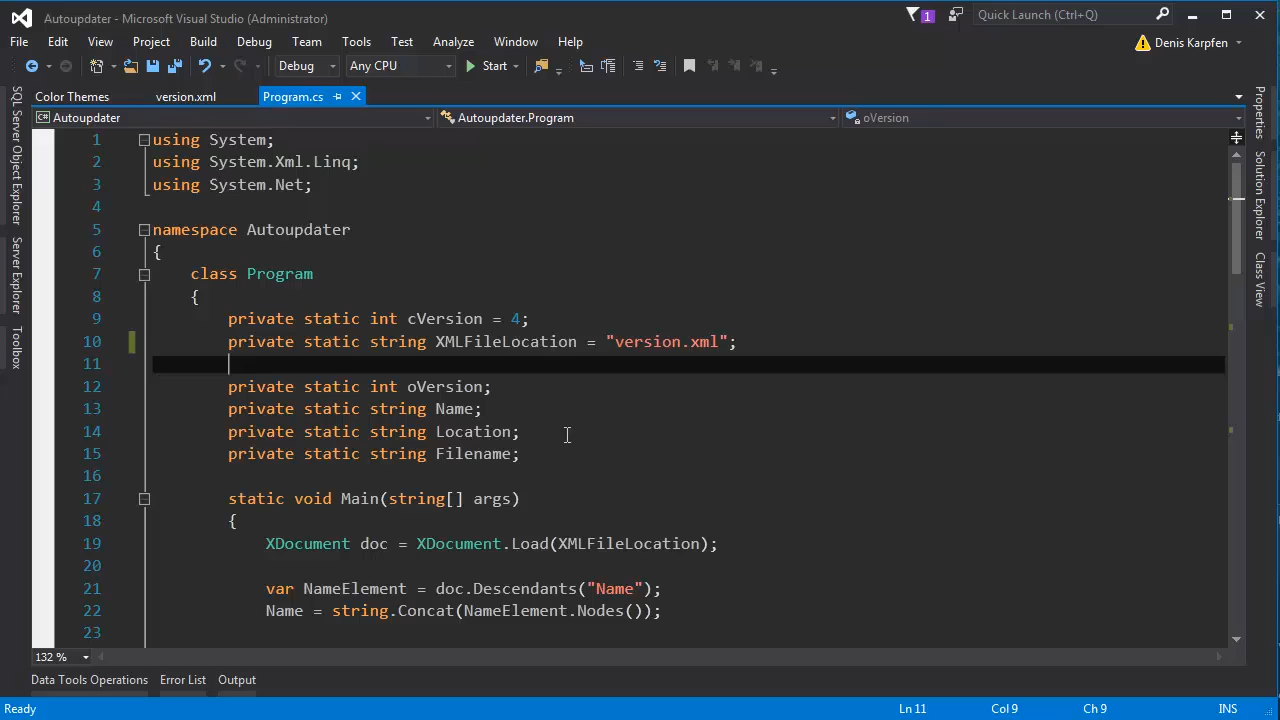 Autoupdater - Microsoft Visual Studio (Administrator)
1
Quick Launch (Ctrl+Q)
File Edit View Project Build Debug Team Tools Test Analyze Window Help
Denis Karpfen
Debug Any CPU Start
Color Themes version.xml Program.cs
C# Autoupdater Autoupdater.Program oVersion
SQL Server Object Explorer
Server Explorer
Toolbox
1 using System;
2 using System.Xml.Linq;
3 using System.Net;
4
5 namespace Autoupdater
6 {
7 class Program
8 {
9 private static int cVersion = 4;
10 private static string XMLFileLocation = "version.xml";
11
12 private static int oVersion;
13 private static string Name;
14 private static string Location;
15 private static string Filename;
16
17 static void Main(string[] args)
18 {
19 XDocument doc = XDocument.Load(XMLFileLocation);
20
21 var NameElement = doc.Descendants("Name");
22 Name = string.Concat(NameElement.Nodes());
23
Properties
Solution Explorer
Class View
132 %
Data Tools Operations Error List Output
Ready Ln 11 Col 9 Ch 9 INS